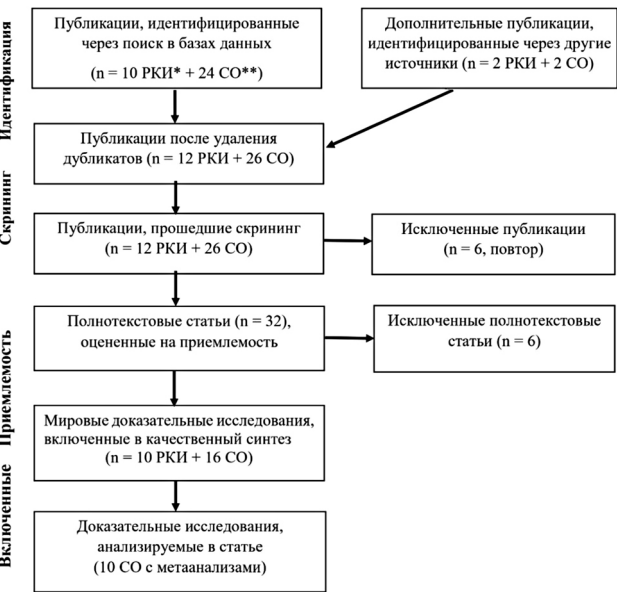 Идентификация
Публикации, идентифицированные
через поиск в базах данных
(n = 10 РКИ* + 24 СО**)
Дополнительные публикации,
идентифицированные через другие
источники (n = 2 РКИ + 2 СО)
Публикации после удаления
дубликатов (n = 12 РКИ + 26 СО)
Скрининг
Публикации, прошедшие скрининг
(n = 12 РКИ + 26 СО)
Исключенные публикации
(n = 6, повтор)
Приемлемость
Полнотекстовые статьи (n = 32),
оцененные на приемлемость
Исключенные полнотекстовые
статьи (n = 6)
Включенные
Мировые доказательные исследования,
включенные в качественный синтез
(n = 10 РКИ + 16 СО)
Доказательные исследования,
анализируемые в статье
(10 СО с метаанализами)